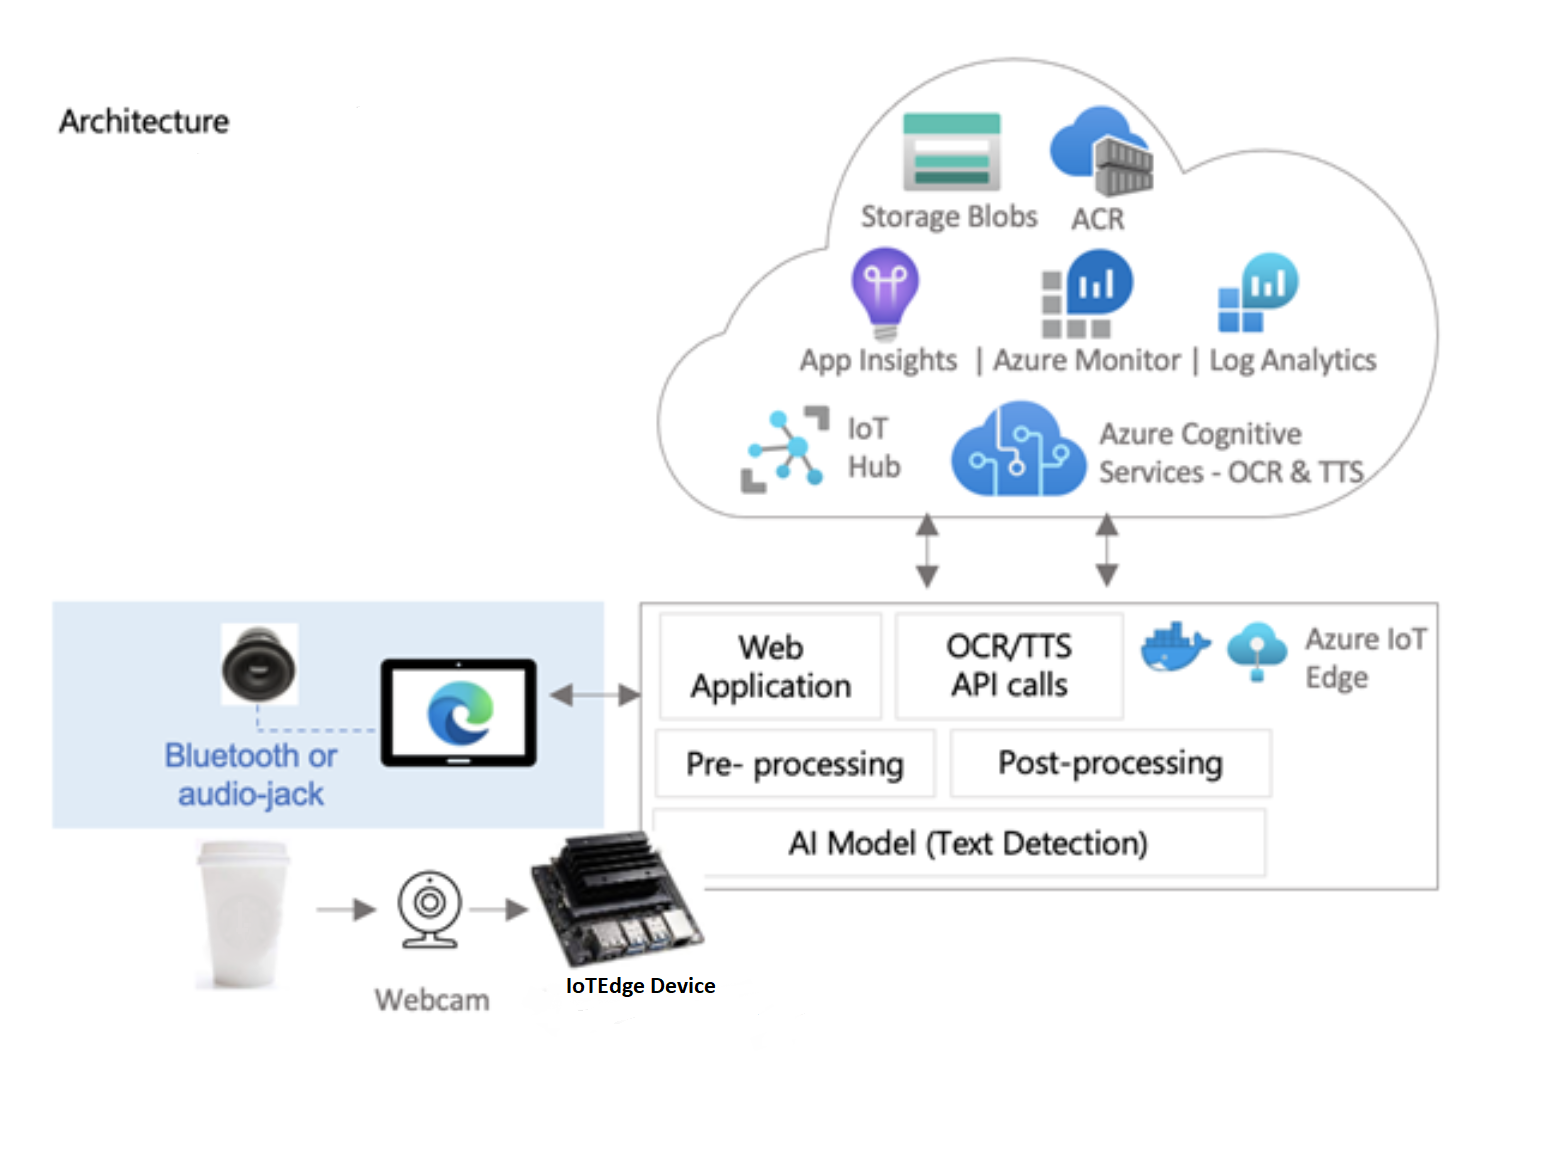 Architecture
Storage Blobs
ACR
App Insights | Azure Monitor | Log Analytics
IoT
Hub
Azure Cognitive
Services - OCR & TTS
Web
Application
OCR/TTS
API calls
Azure IoT
Edge
Bluetooth or
audio-jack
Pre- processing
Post-processing
AI Model (Text Detection)
Webcam
IoTEdge Device